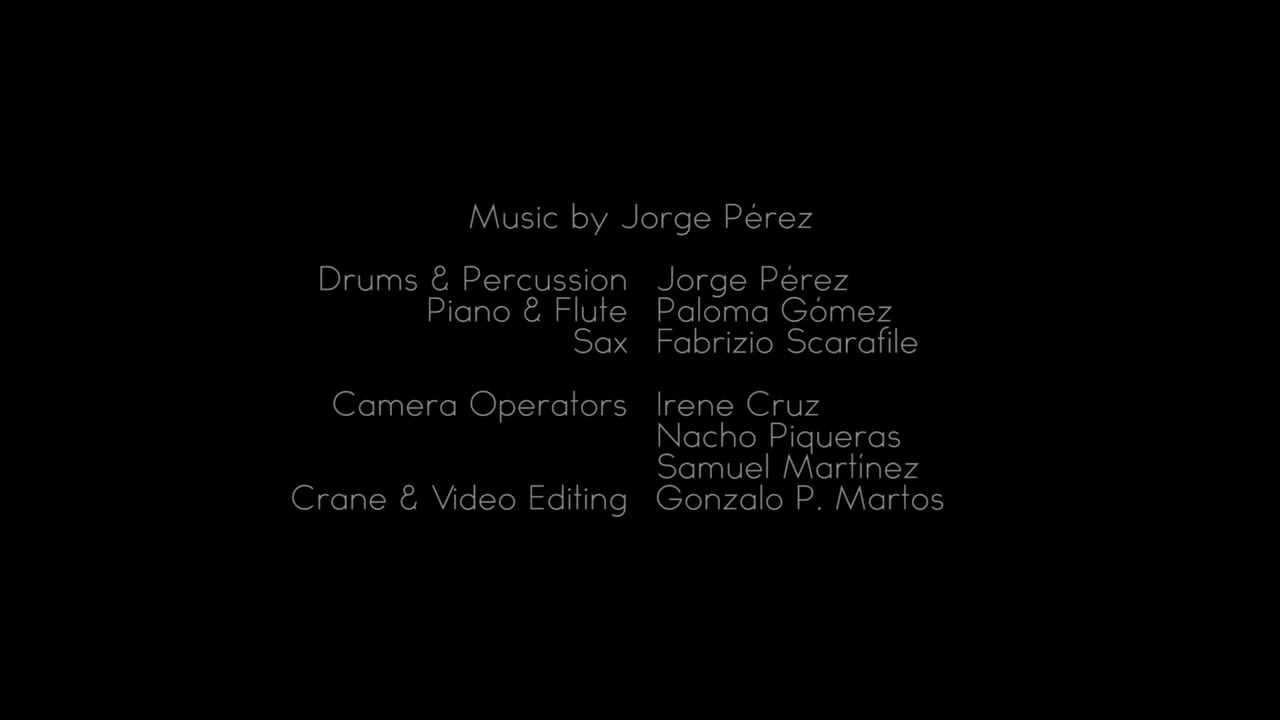 Music by Jorge Pérez
Drums & Percussion Jorge Pérez
Piano & Flute Paloma Gómez
Sax Fabrizio Scarafile
Camera Operators Irene Cruz
Nacho Piqueras
Samuel Martínez
Crane & Video Editing Gonzalo P. Martos